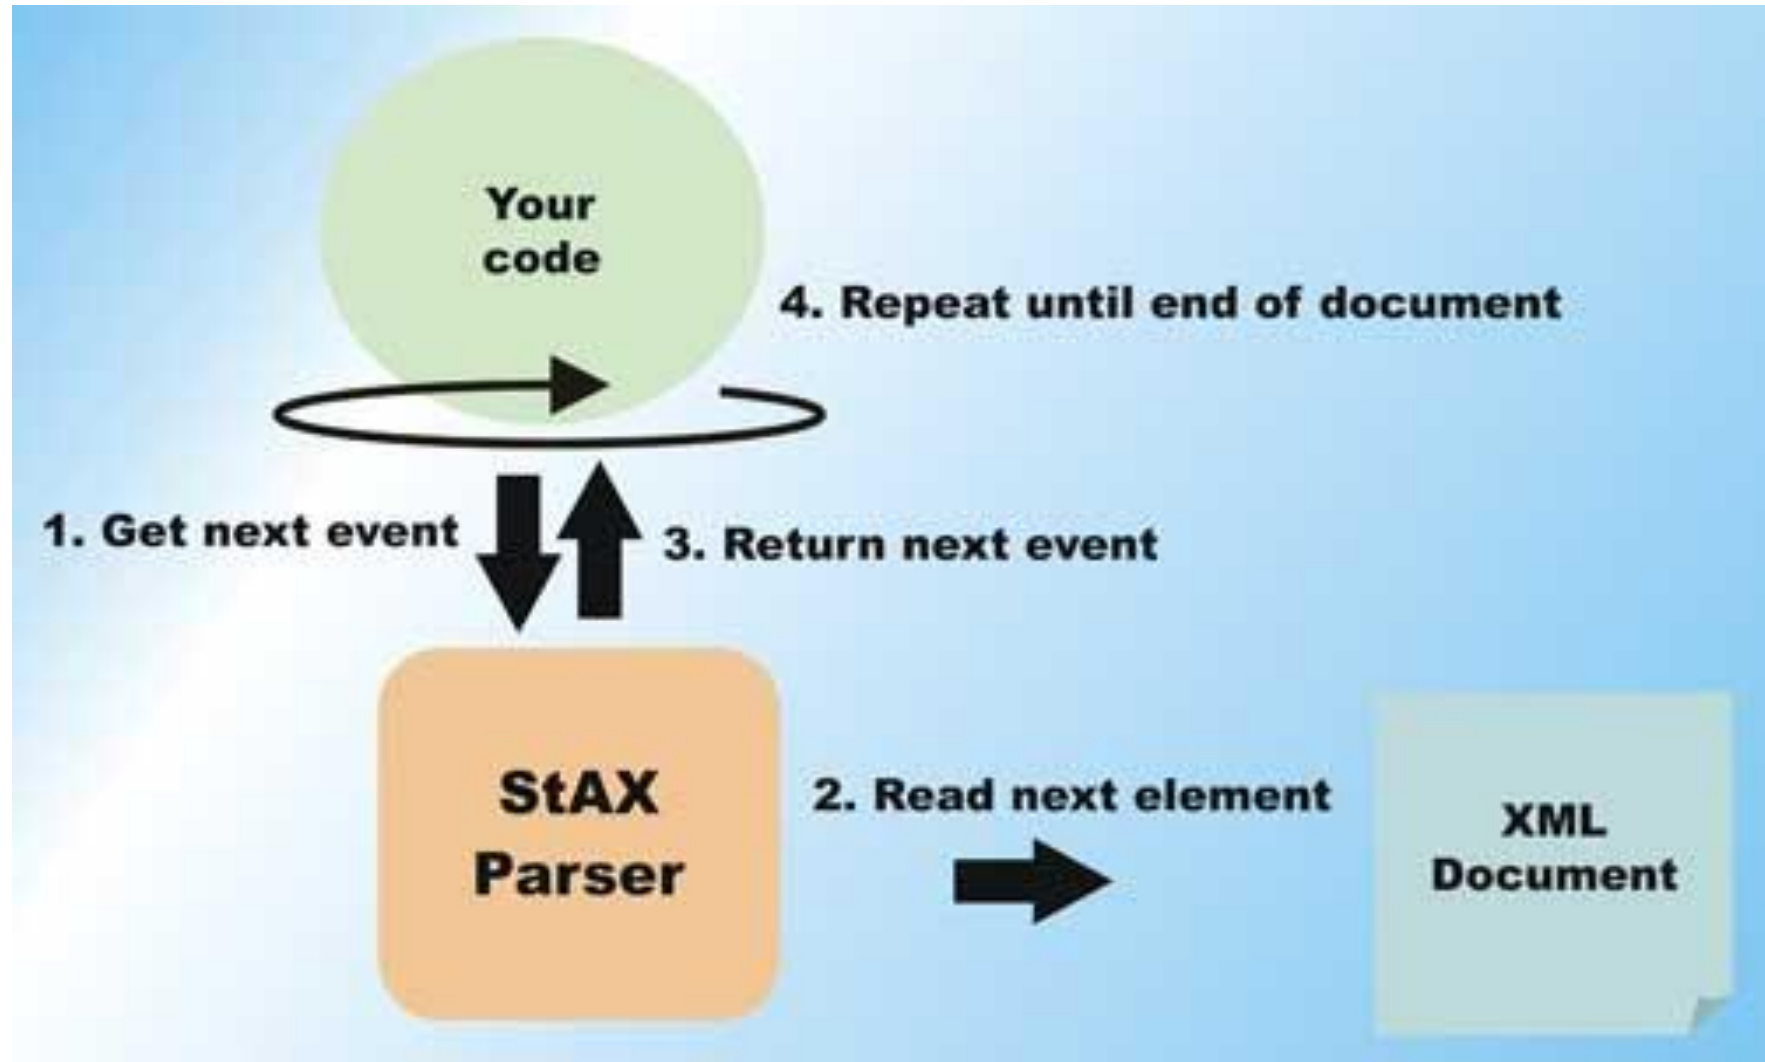 Your
code
4. Repeat until end of document
1. Get next event
3. Return next event
StAX
Parser
2. Read next element
XML
Document